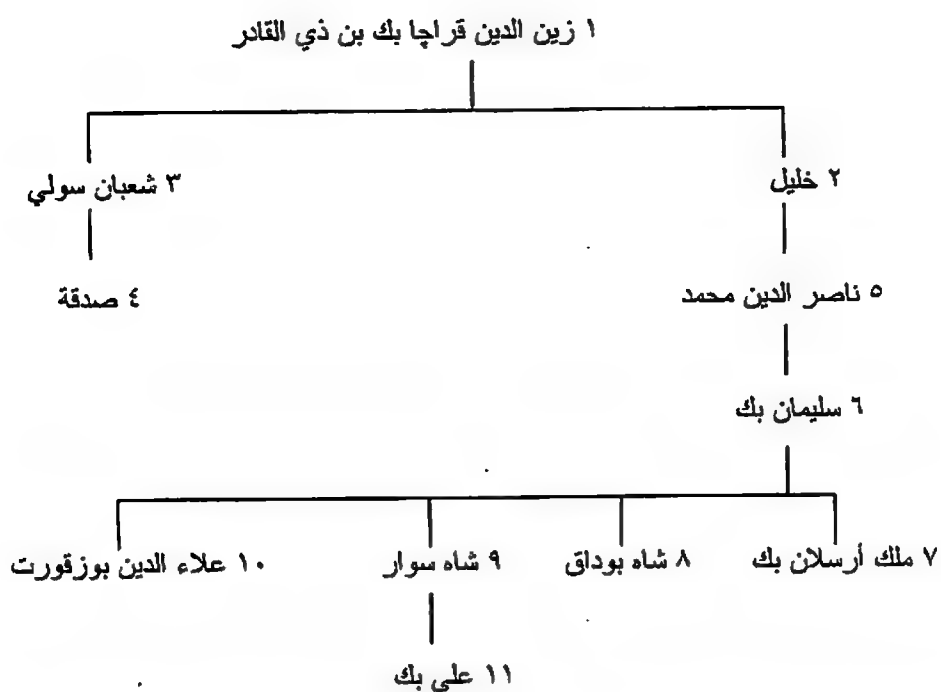 ١ زين الدين قراچا بك بن ذي القادر
٢ خليل
٣ شعبان سولي
٥ ناصر الدين محمد
٤ صدقة
٦ سليمان بك
٧ ملك أرسلان بك
٨ شاه بوداق
٩ شاه سوار
١٠ علاء الدين بوزقورت
١١ علي بك